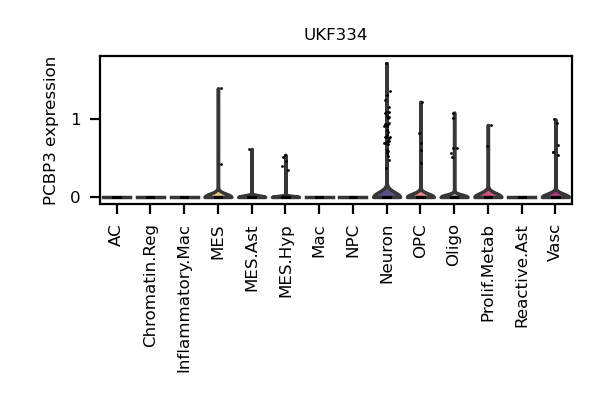 UKF334
PCBP3 expression
1
0
AC
Chromatin.Reg
Inflammatory.Mac
MES
MES.Ast
MES.Hyp
Mac
NPC
Neuron
OPC
Oligo
Prolif.Metab
Reactive.Ast
Vasc